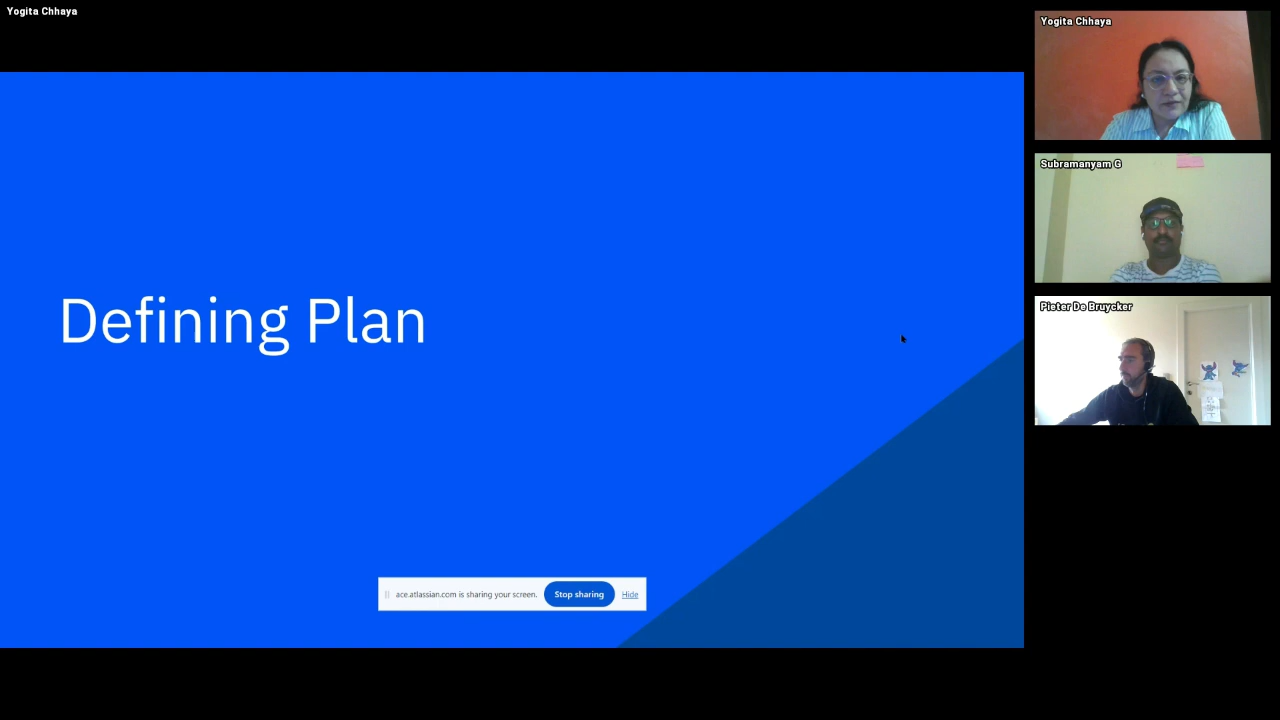 Yogita Chhaya
Yogita Chhaya
Subramanyam G
Pieter De Bruycker
Defining Plan
ace.atlassian.com is sharing your screen.
Stop sharing
Hide